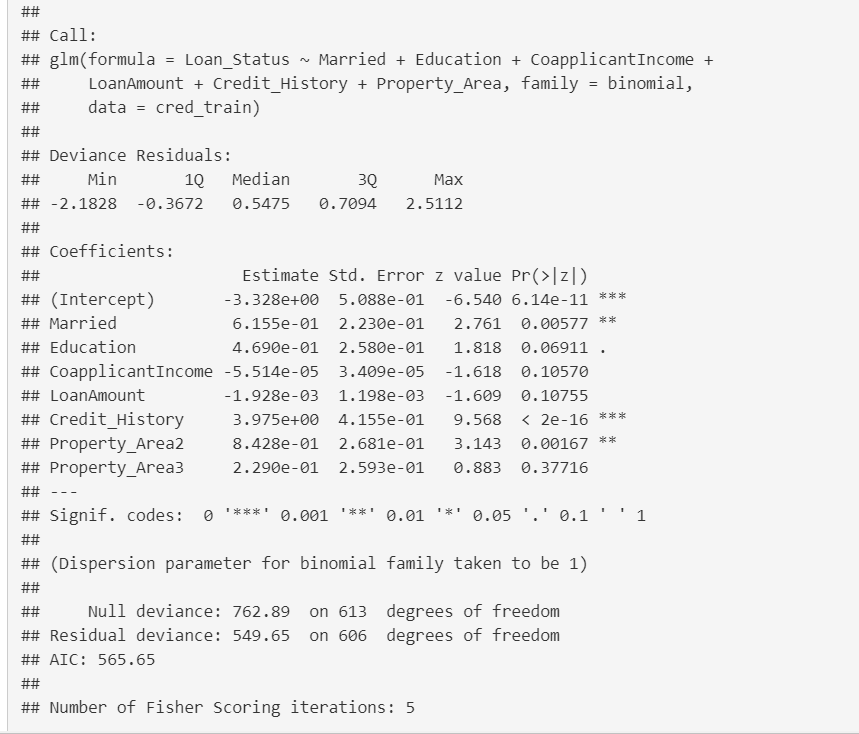 ##
## Call:
## glm(formula = Loan_Status ~ Married + Education + CoapplicantIncome +
##     LoanAmount + Credit_History + Property_Area, family = binomial,
##     data = cred_train)
##
## Deviance Residuals:
##     Min       1Q   Median       3Q      Max
## -2.1828  -0.3672   0.5475   0.7094   2.5112
##
## Coefficients:
##                     Estimate Std. Error z value Pr(>|z|)
## (Intercept)       -3.328e+00  5.088e-01  -6.540 6.14e-11 ***
## Married            6.155e-01  2.230e-01   2.761  0.00577 **
## Education          4.690e-01  2.580e-01   1.818  0.06911 .
## CoapplicantIncome -5.514e-05  3.409e-05  -1.618  0.10570
## LoanAmount        -1.928e-03  1.198e-03  -1.609  0.10755
## Credit_History     3.975e+00  4.155e-01   9.568  < 2e-16 ***
## Property_Area2     8.428e-01  2.681e-01   3.143  0.00167 **
## Property_Area3     2.290e-01  2.593e-01   0.883  0.37716
## ---
## Signif. codes:  0 '***' 0.001 '**' 0.01 '*' 0.05 '.' 0.1 ' ' 1
##
## (Dispersion parameter for binomial family taken to be 1)
##
##     Null deviance: 762.89  on 613  degrees of freedom
## Residual deviance: 549.65  on 606  degrees of freedom
## AIC: 565.65
##
## Number of Fisher Scoring iterations: 5